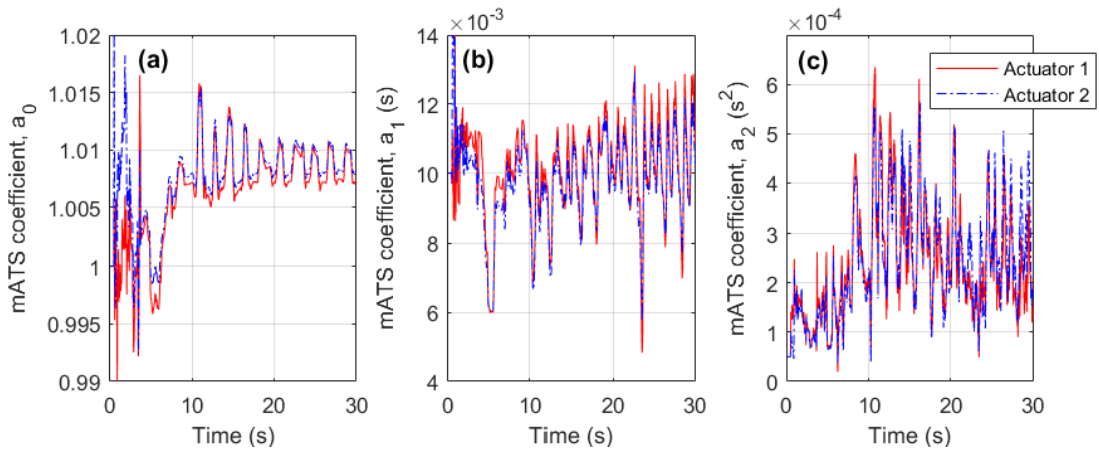 (a)
1.02
1.015
1.01
1.005
1
0.995
0.99
mATS coefficient, a₀
0 10 20 30
Time (s)
×10⁻³
(b)
14
12
10
8
6
4
mATS coefficient, a₁ (s)
0 10 20 30
Time (s)
×10⁻⁴
(c)
7
6
5
4
3
2
1
0
mATS coefficient, a₂ (s²)
0 10 20 30
Time (s)
Actuator 1
Actuator 2